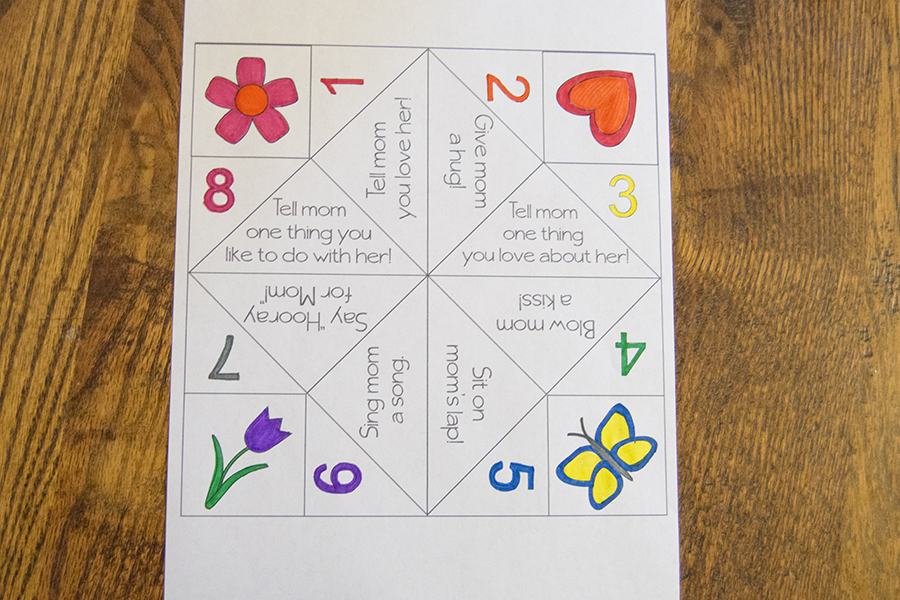 1
Tell mom
you love her!
2
Give mom
a hug!
3
Tell mom
one thing
you love about her!
4
Blow mom
a kiss!
5
Sit on
mom's lap!
6
Sing mom
a song.
7
Say "Hooray
for Mom!"
8
Tell mom
one thing you
like to do with her!